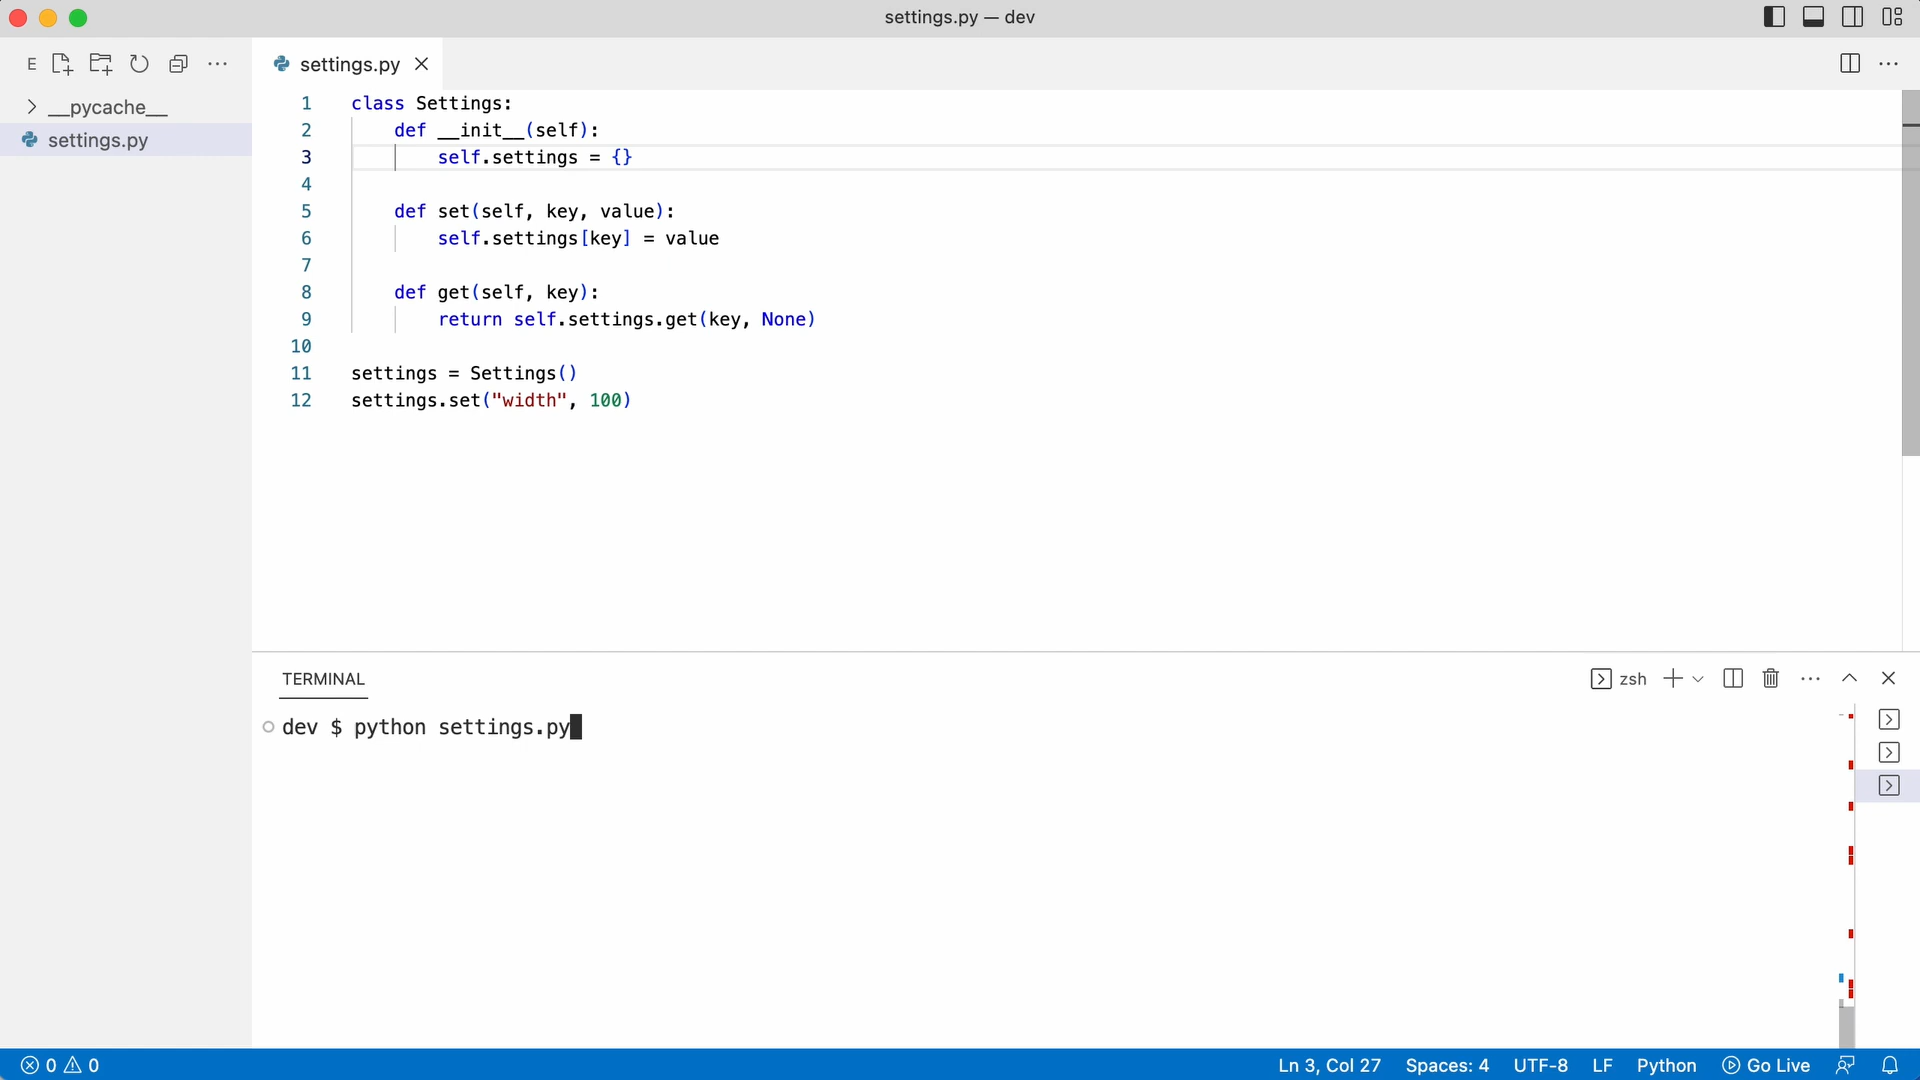 settings.py — dev
E
settings.py
__pycache__
settings.py
1 class Settings:
2 def __init__(self):
3 self.settings = {}
4
5 def set(self, key, value):
6 self.settings[key] = value
7
8 def get(self, key):
9 return self.settings.get(key, None)
10
11 settings = Settings()
12 settings.set("width", 100)
TERMINAL
zsh
dev $ python settings.py
0 0
Ln 3, Col 27 Spaces: 4 UTF-8 LF Python Go Live